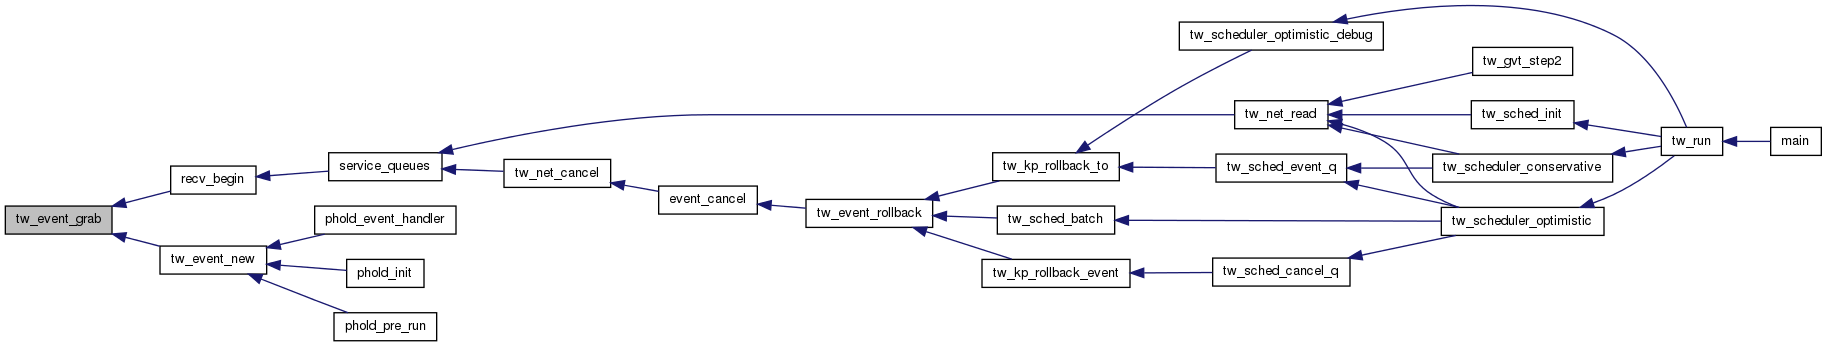 tw_event_grab
recv_begin
tw_event_new
service_queues
phold_event_handler
phold_init
phold_pre_run
tw_net_cancel
event_cancel
tw_event_rollback
tw_kp_rollback_to
tw_sched_batch
tw_kp_rollback_event
tw_scheduler_optimistic_debug
tw_net_read
tw_sched_event_q
tw_sched_cancel_q
tw_gvt_step2
tw_sched_init
tw_scheduler_conservative
tw_scheduler_optimistic
tw_run
main